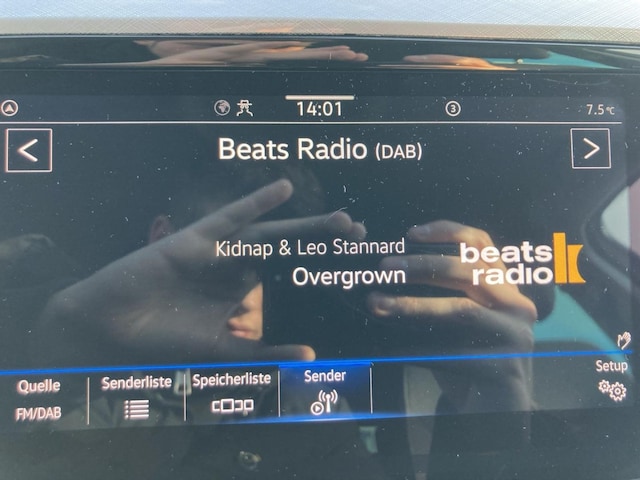 14:01
3
7.5°C
< Beats Radio (DAB) >
Kidnap & Leo Stannard
Overgrown
beats
radio
Quelle
FM/DAB
Senderliste
Speicherliste
Sender
Setup